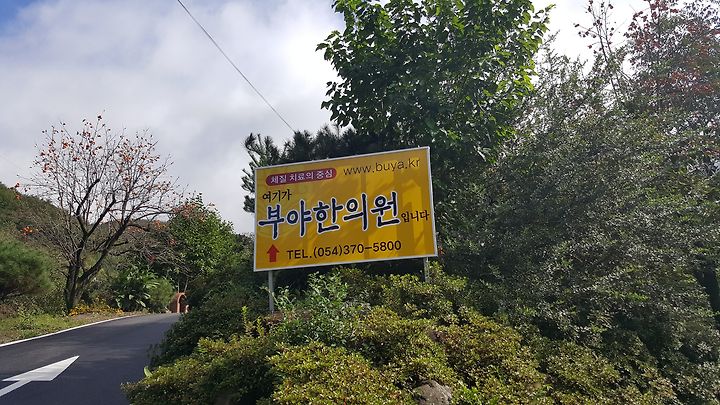 체질 치료의 중심 www.buya.kr
여기가
부야한의원입니다
TEL.(054)370-5800